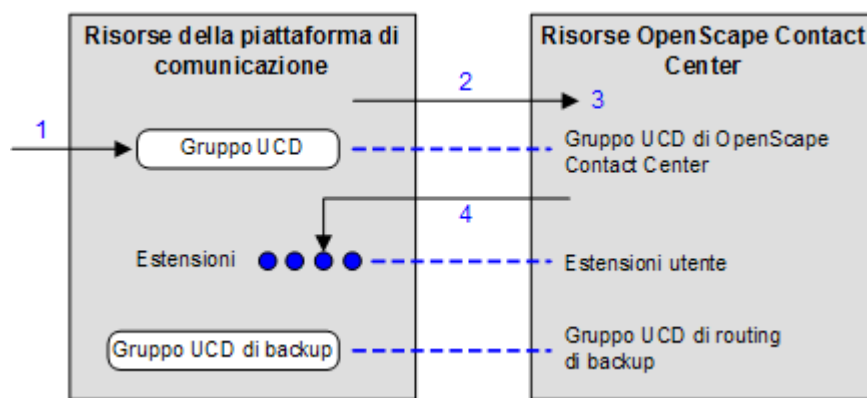 Risorse della piattaforma di
comunicazione
Risorse OpenScape Contact
Center
1
2
3
Gruppo UCD
Gruppo UCD di OpenScape
Contact Center
4
Estensioni
Estensioni utente
Gruppo UCD di backup
Gruppo UCD di routing
di backup